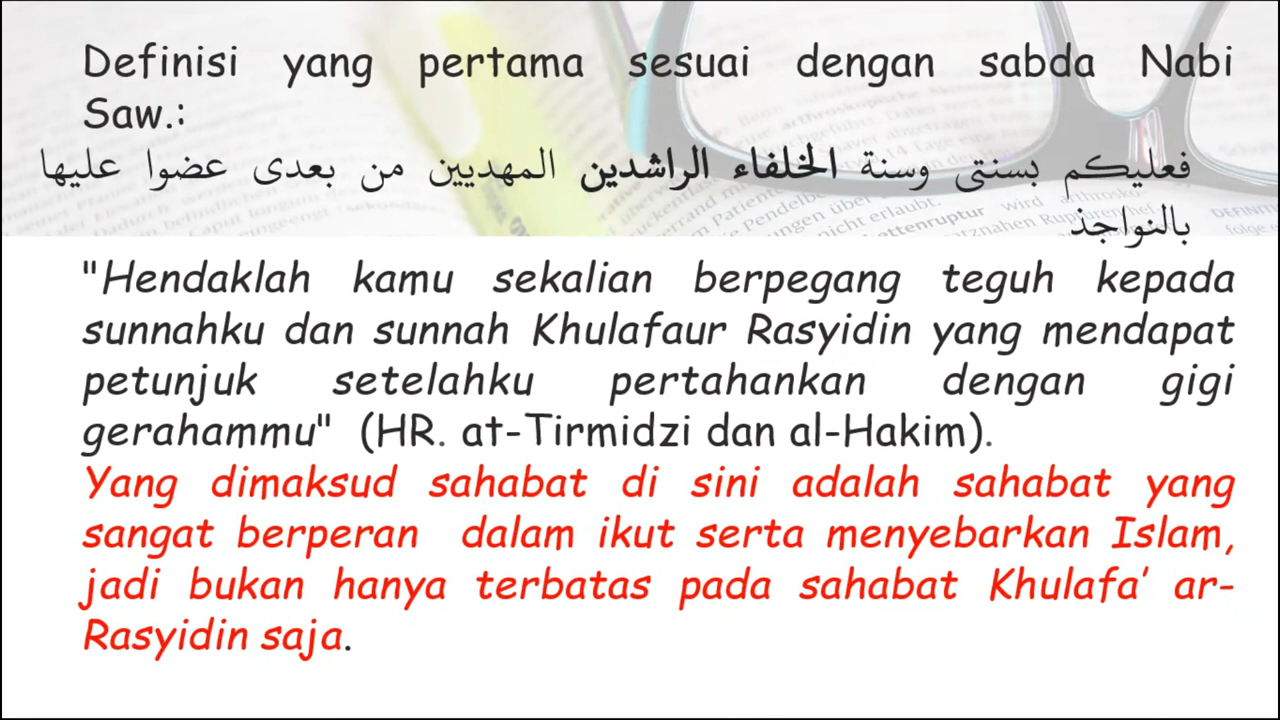 Definisi yang pertama sesuai dengan sabda Nabi
Saw.:
فعليكم بسنتى وسنة الخلفاء الراشدين المهديين من بعدى عضوا عليها
بالنواجذ
"Hendaklah kamu sekalian berpegang teguh kepada
sunnahku dan sunnah Khulafaur Rasyidin yang mendapat
petunjuk setelahku pertahankan dengan gigi
gerahammu" (HR. at-Tirmidzi dan al-Hakim).
Yang dimaksud sahabat di sini adalah sahabat yang
sangat berperan dalam ikut serta menyebarkan Islam,
jadi bukan hanya terbatas pada sahabat Khulafa’ ar-
Rasyidin saja.